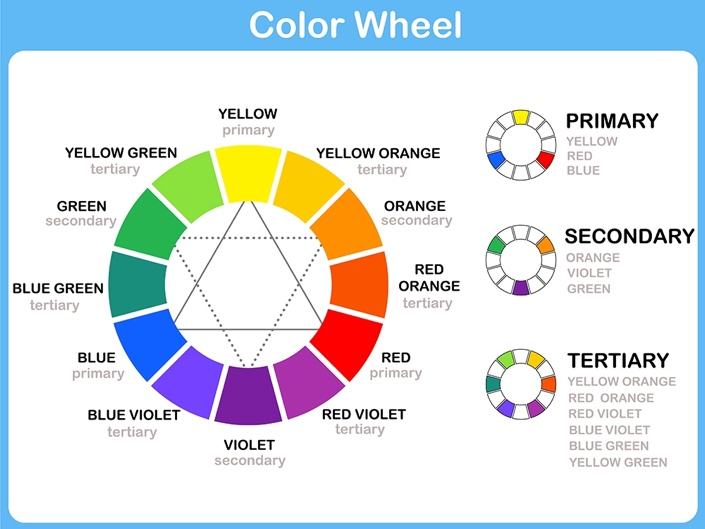 Color Wheel
YELLOW
primary
YELLOW ORANGE
tertiary
ORANGE
secondary
RED
ORANGE
tertiary
RED
primary
RED VIOLET
tertiary
VIOLET
secondary
BLUE VIOLET
tertiary
BLUE
primary
BLUE GREEN
tertiary
GREEN
secondary
YELLOW GREEN
tertiary
PRIMARY
YELLOW
RED
BLUE
SECONDARY
ORANGE
VIOLET
GREEN
TERTIARY
YELLOW ORANGE
RED ORANGE
RED VIOLET
BLUE VIOLET
BLUE GREEN
YELLOW GREEN